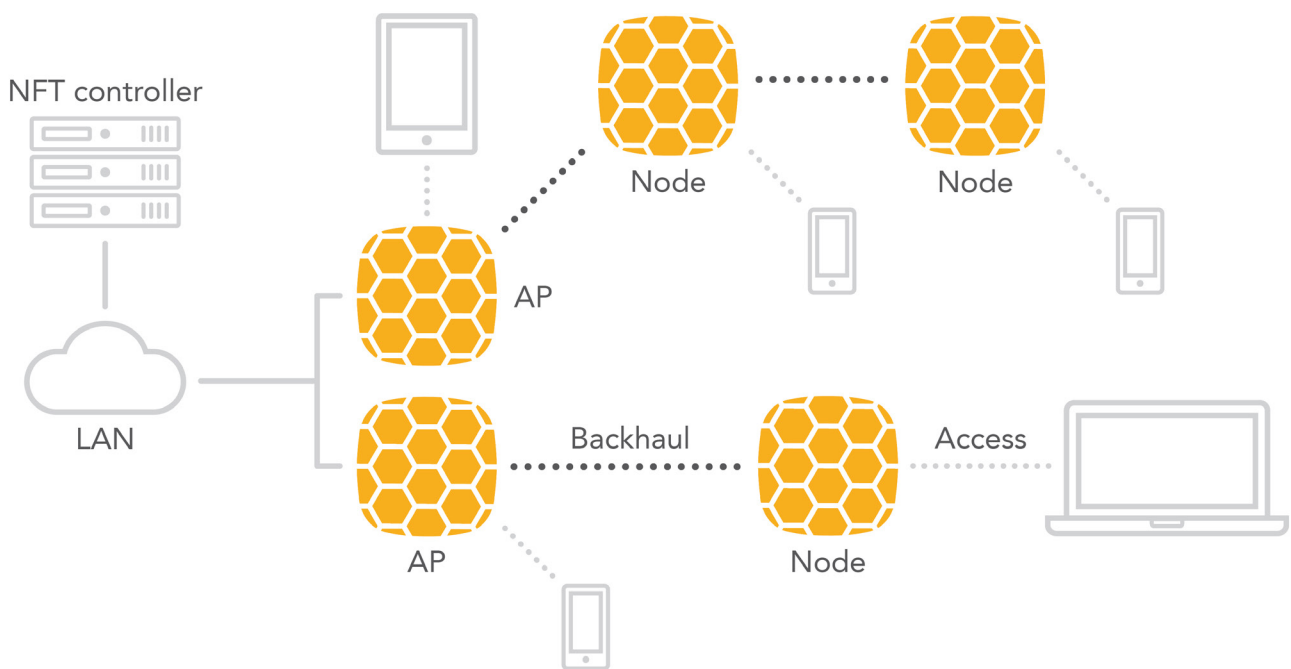 NFT controller
Node
Node
AP
LAN
Backhaul
Access
AP
Node